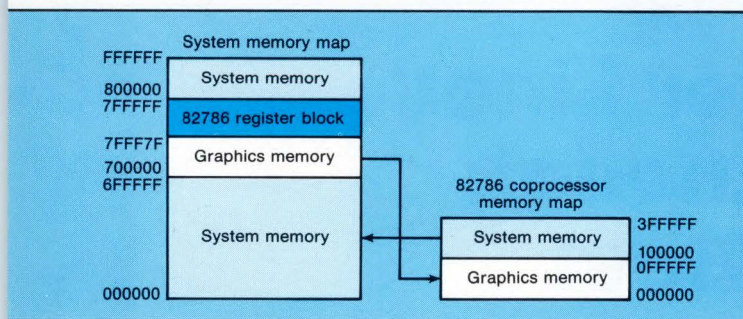 System memory map
FFFFFF
System memory
800000
7FFFFF
82786 register block
7FFF7F
Graphics memory
700000
6FFFFF
System memory
000000
82786 coprocessor
memory map
3FFFFF
System memory
100000
0FFFFF
Graphics memory
000000